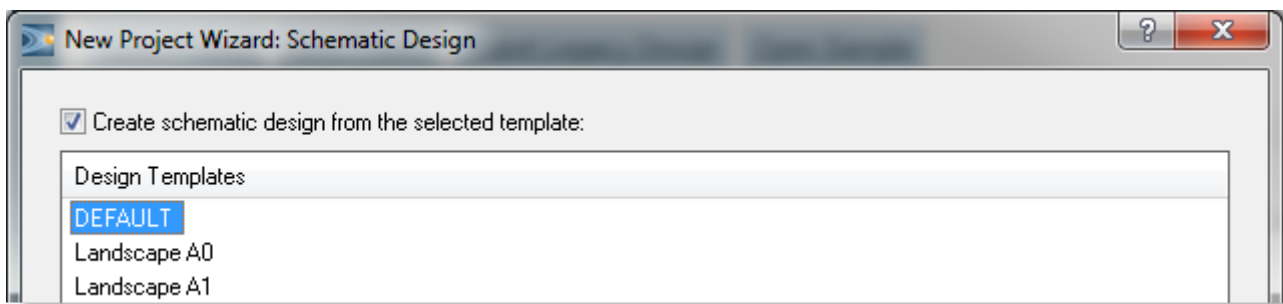 New Project Wizard: Schematic Design
Create schematic design from the selected template:
Design Templates
DEFAULT
Landscape A0
Landscape A1